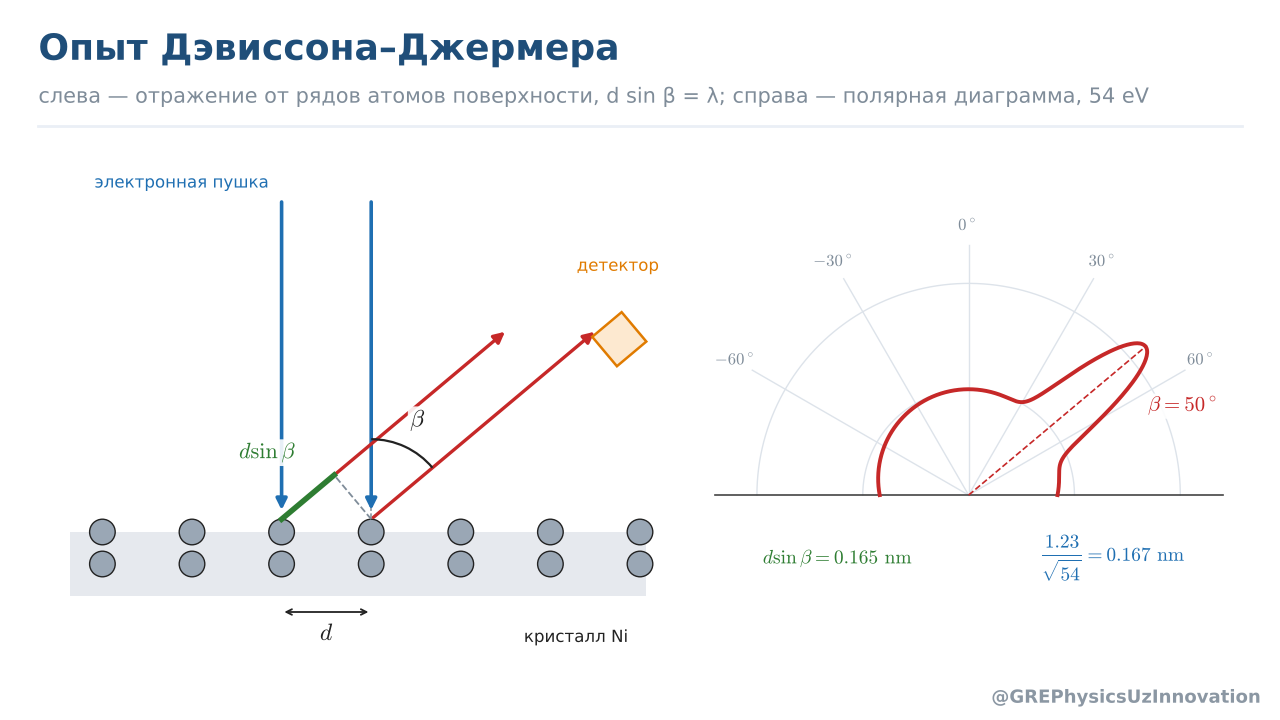 Опыт Дэвиссона–Джермера
слева — отражение от рядов атомов поверхности, d sin β = λ; справа — полярная диаграмма, 54 eV
электронная пушка
детектор
β
d sin β
d
кристалл Ni
0°
−30°
30°
−60°
60°
β = 50°
d sin β = 0.165 nm
1.23/√54 = 0.167 nm
@GREPhysicsUzInnovation